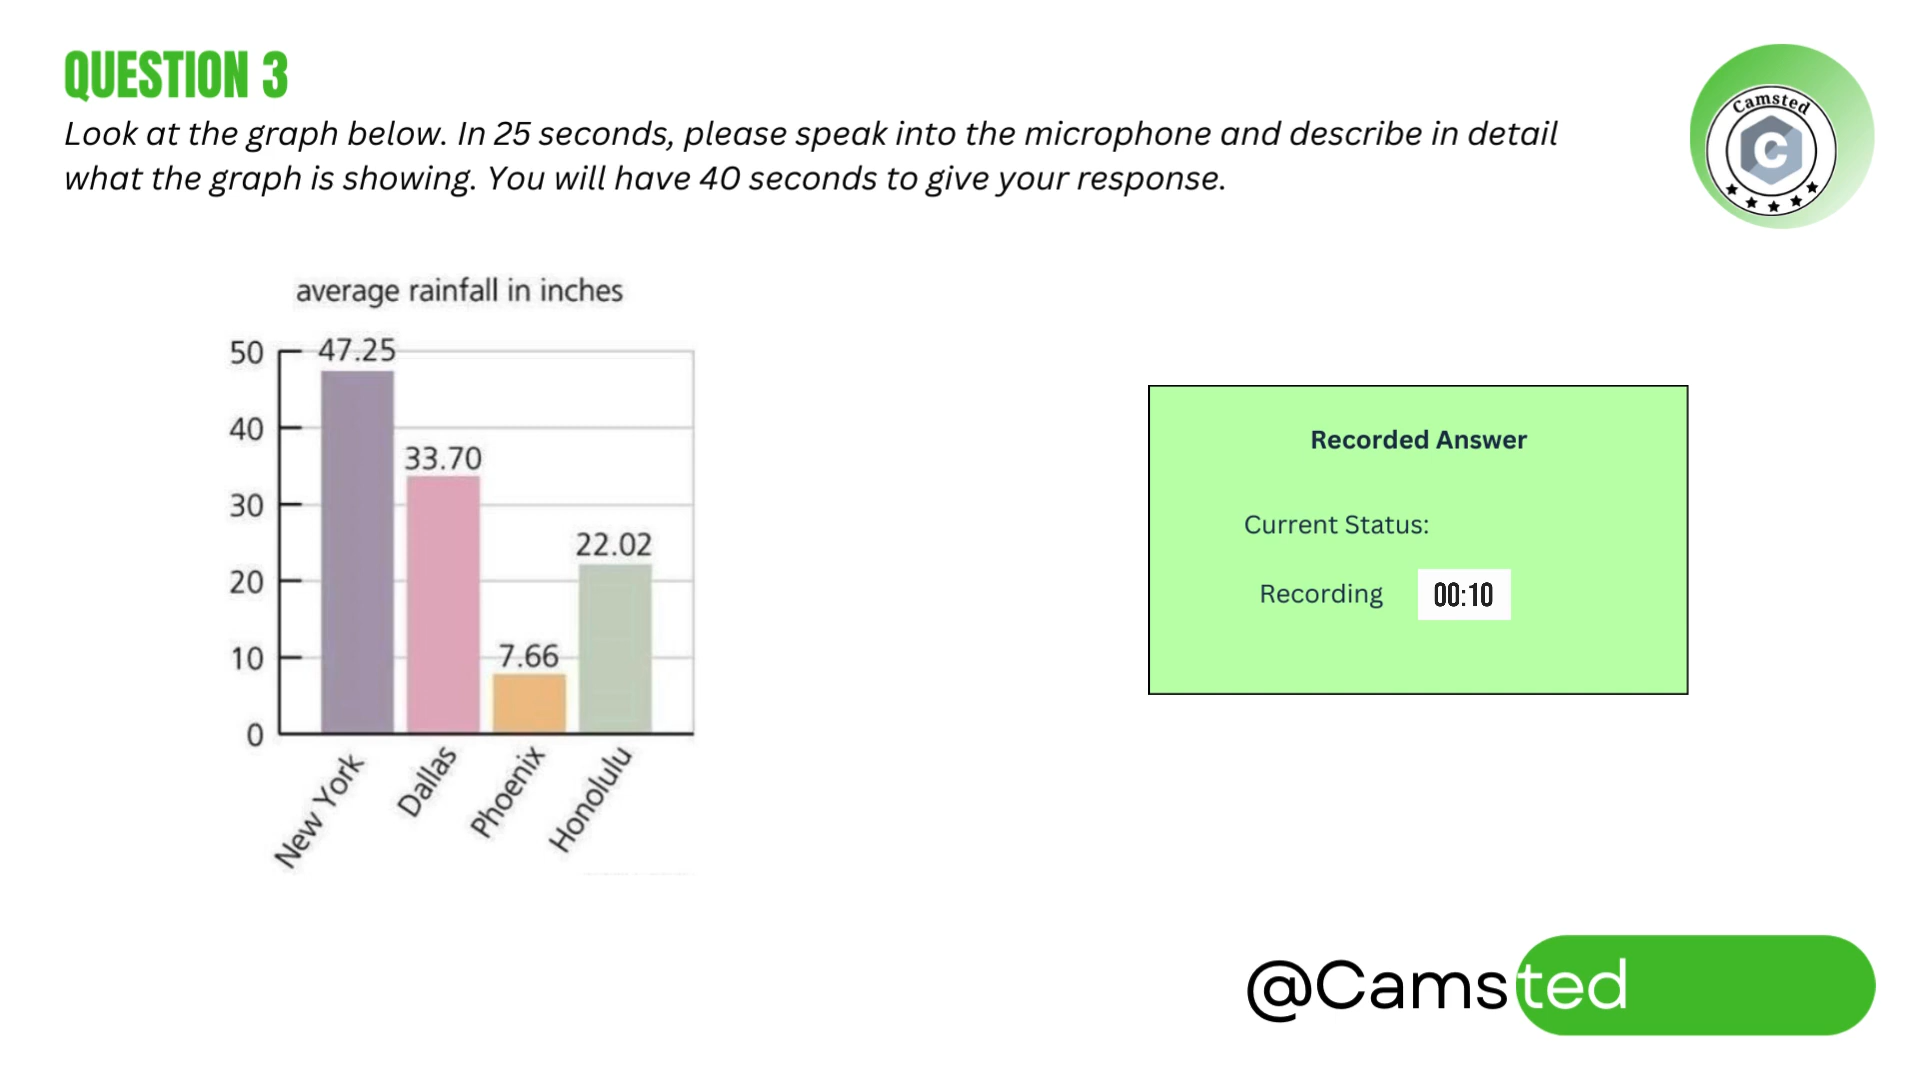 QUESTION 3
Look at the graph below. In 25 seconds, please speak into the microphone and describe in detail
what the graph is showing. You will have 40 seconds to give your response.
Camsted
C
average rainfall in inches
50
47.25
40
33.70
30
22.02
20
7.66
10
0
New York
Dallas
Phoenix
Honolulu
Recorded Answer
Current Status:
Recording 00:10
@Camsted